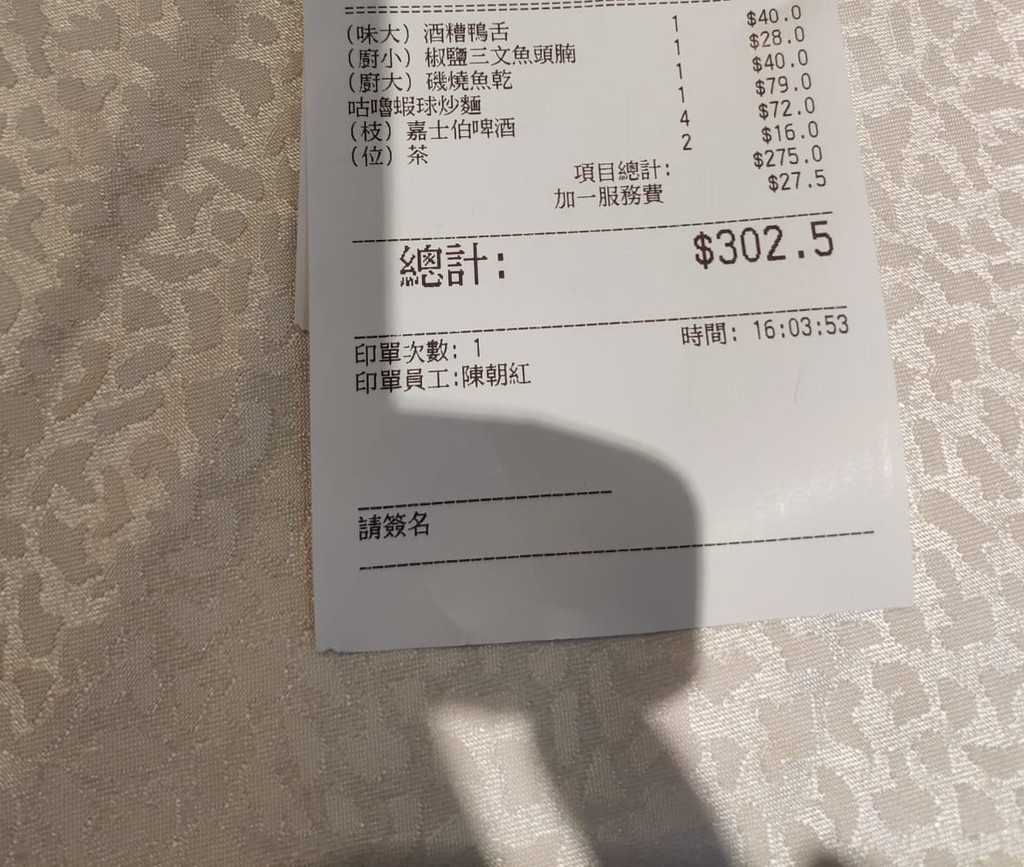 (味大) 酒糟鴨舌 1 $40.0
(廚小) 椒鹽三文魚頭腩 1 $28.0
(廚大) 磯燒魚乾 1 $40.0
咕嚕蝦球炒麵 1 $79.0
(枝) 嘉士伯啤酒 4 $72.0
(位) 茶 2 $16.0
項目總計: $275.0
加一服務費 $27.5
總計: $302.5
印單次數: 1 時間: 16:03:53
印單員工:陳朝紅
請簽名